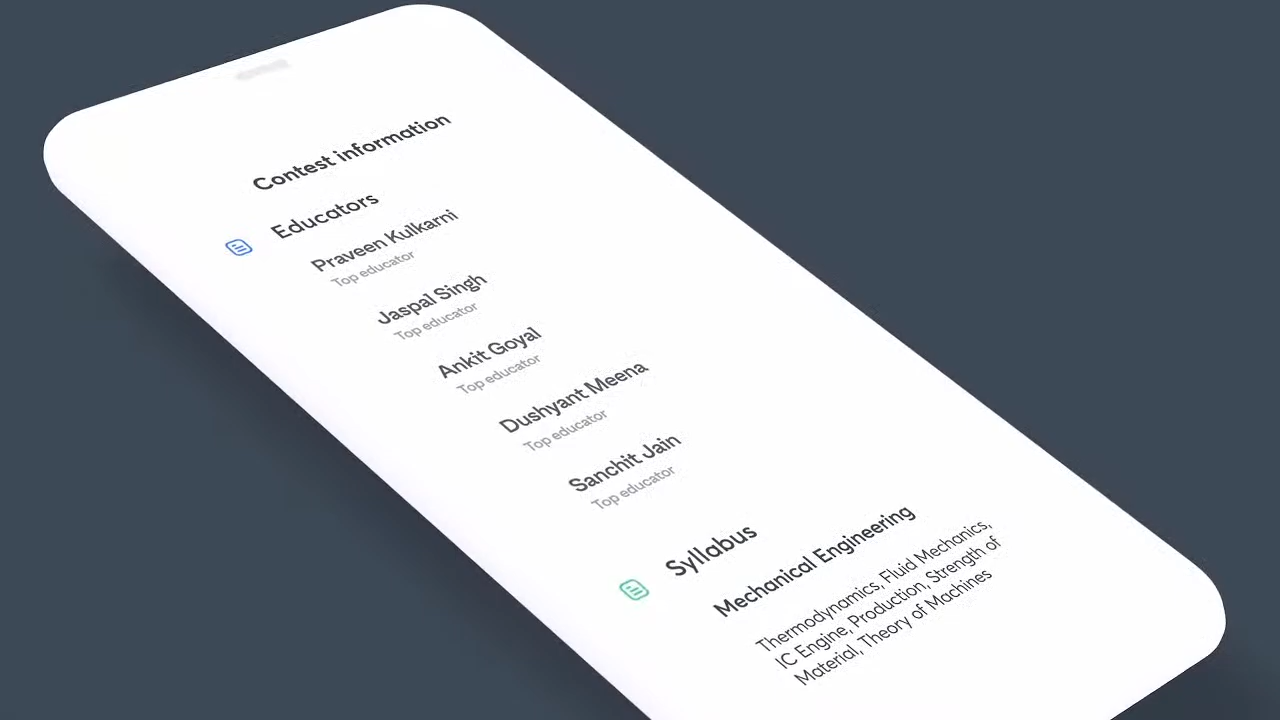 Contest information
Educators
Praveen Kulkarni
Top educator
Jaspal Singh
Top educator
Ankit Goyal
Top educator
Dushyant Meena
Top educator
Sanchit Jain
Top educator
Syllabus
Mechanical Engineering
Thermodynamics, Fluid Mechanics,
IC Engine, Production, Strength of
Material, Theory of Machines